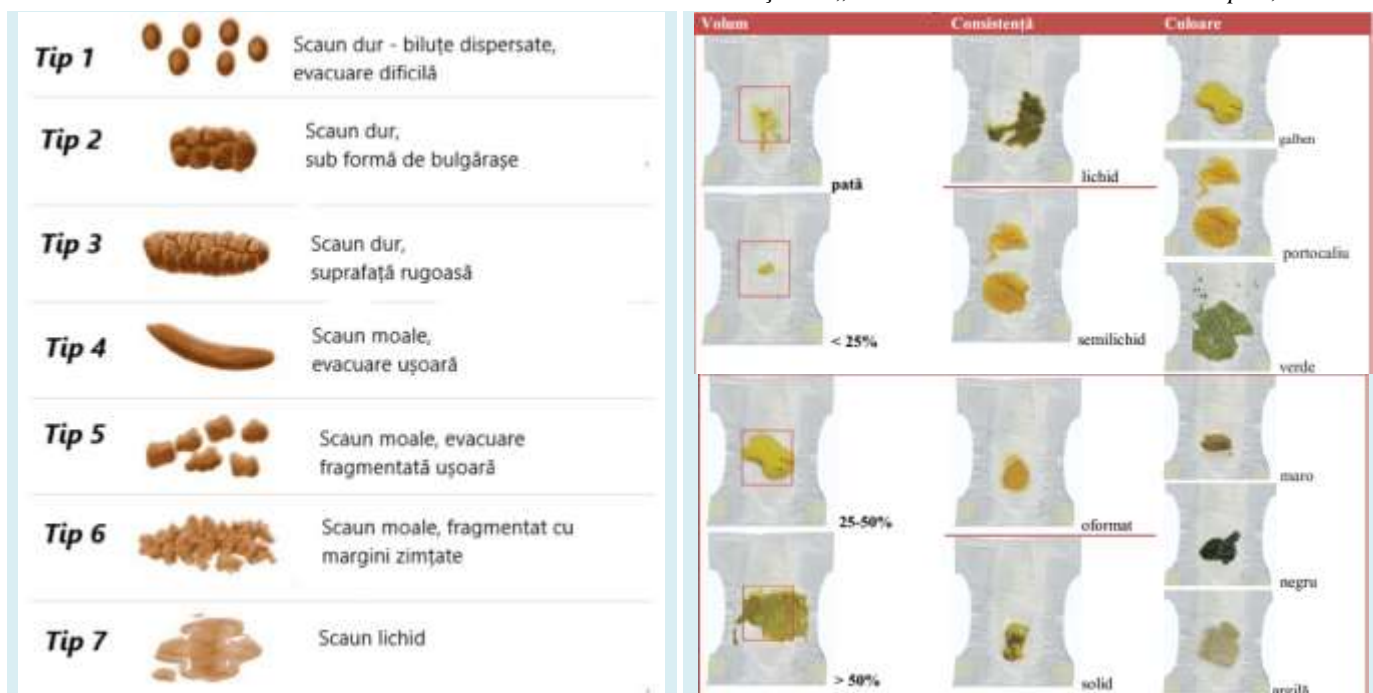 Tip 1
Scaun dur - biluțe dispersate,
evacuare dificilă
Tip 2
Scaun dur,
sub formă de bulgărașe
Tip 3
Scaun dur,
suprafață rugoasă
Tip 4
Scaun moale,
evacuare ușoară
Tip 5
Scaun moale, evacuare
fragmentată ușoară
Tip 6
Scaun moale, fragmentat cu
margini zimțate
Tip 7
Scaun lichid
Volum Consistență Culoare
galben
lichid
pată
portocaliu
< 25%
semilichid
verde
maro
25-50%
oformat
negru
> 50%
solid
argilă